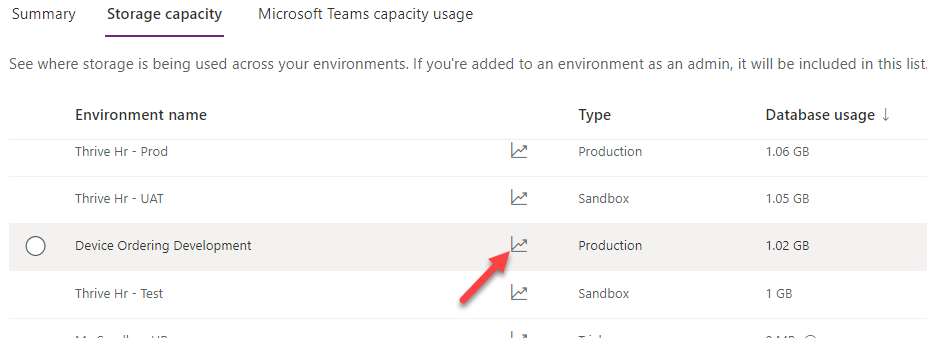 Summary Storage capacity Microsoft Teams capacity usage
See where storage is being used across your environments. If you're added to an environment as an admin, it will be included in this list.
Environment name Type Database usage ↓
Thrive Hr - Prod Production 1.06 GB
Thrive Hr - UAT Sandbox 1.05 GB
Device Ordering Development Production 1.02 GB
Thrive Hr - Test Sandbox 1 GB